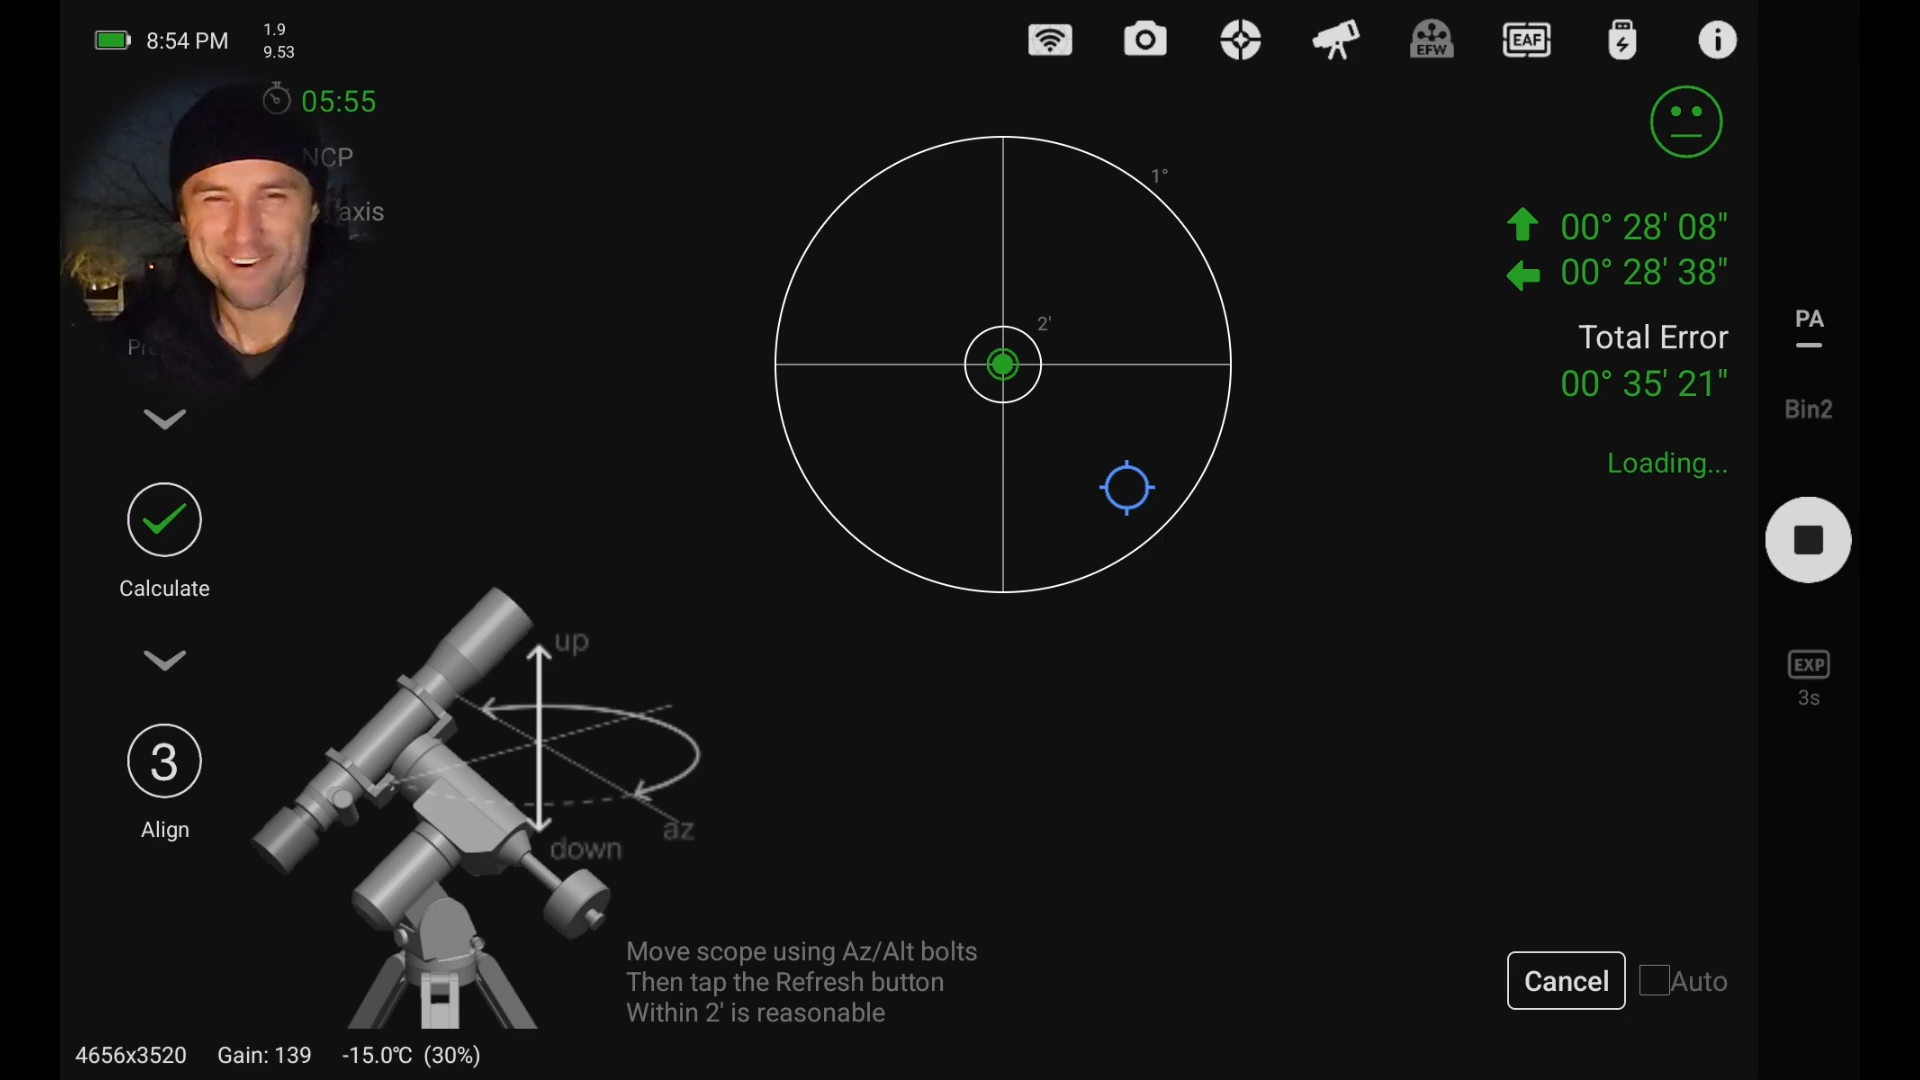 8:54 PM
1.9
9.53
EFW
EAF
05:55
NCP
axis
1°
2'
00° 28' 08"
00° 28' 38"
Total Error
00° 35' 21"
Loading...
PA
Bin2
EXP
3s
Calculate
3
Align
up
down
az
Move scope using Az/Alt bolts
Then tap the Refresh button
Within 2' is reasonable
Cancel
Auto
4656x3520 Gain: 139 -15.0℃ (30%)